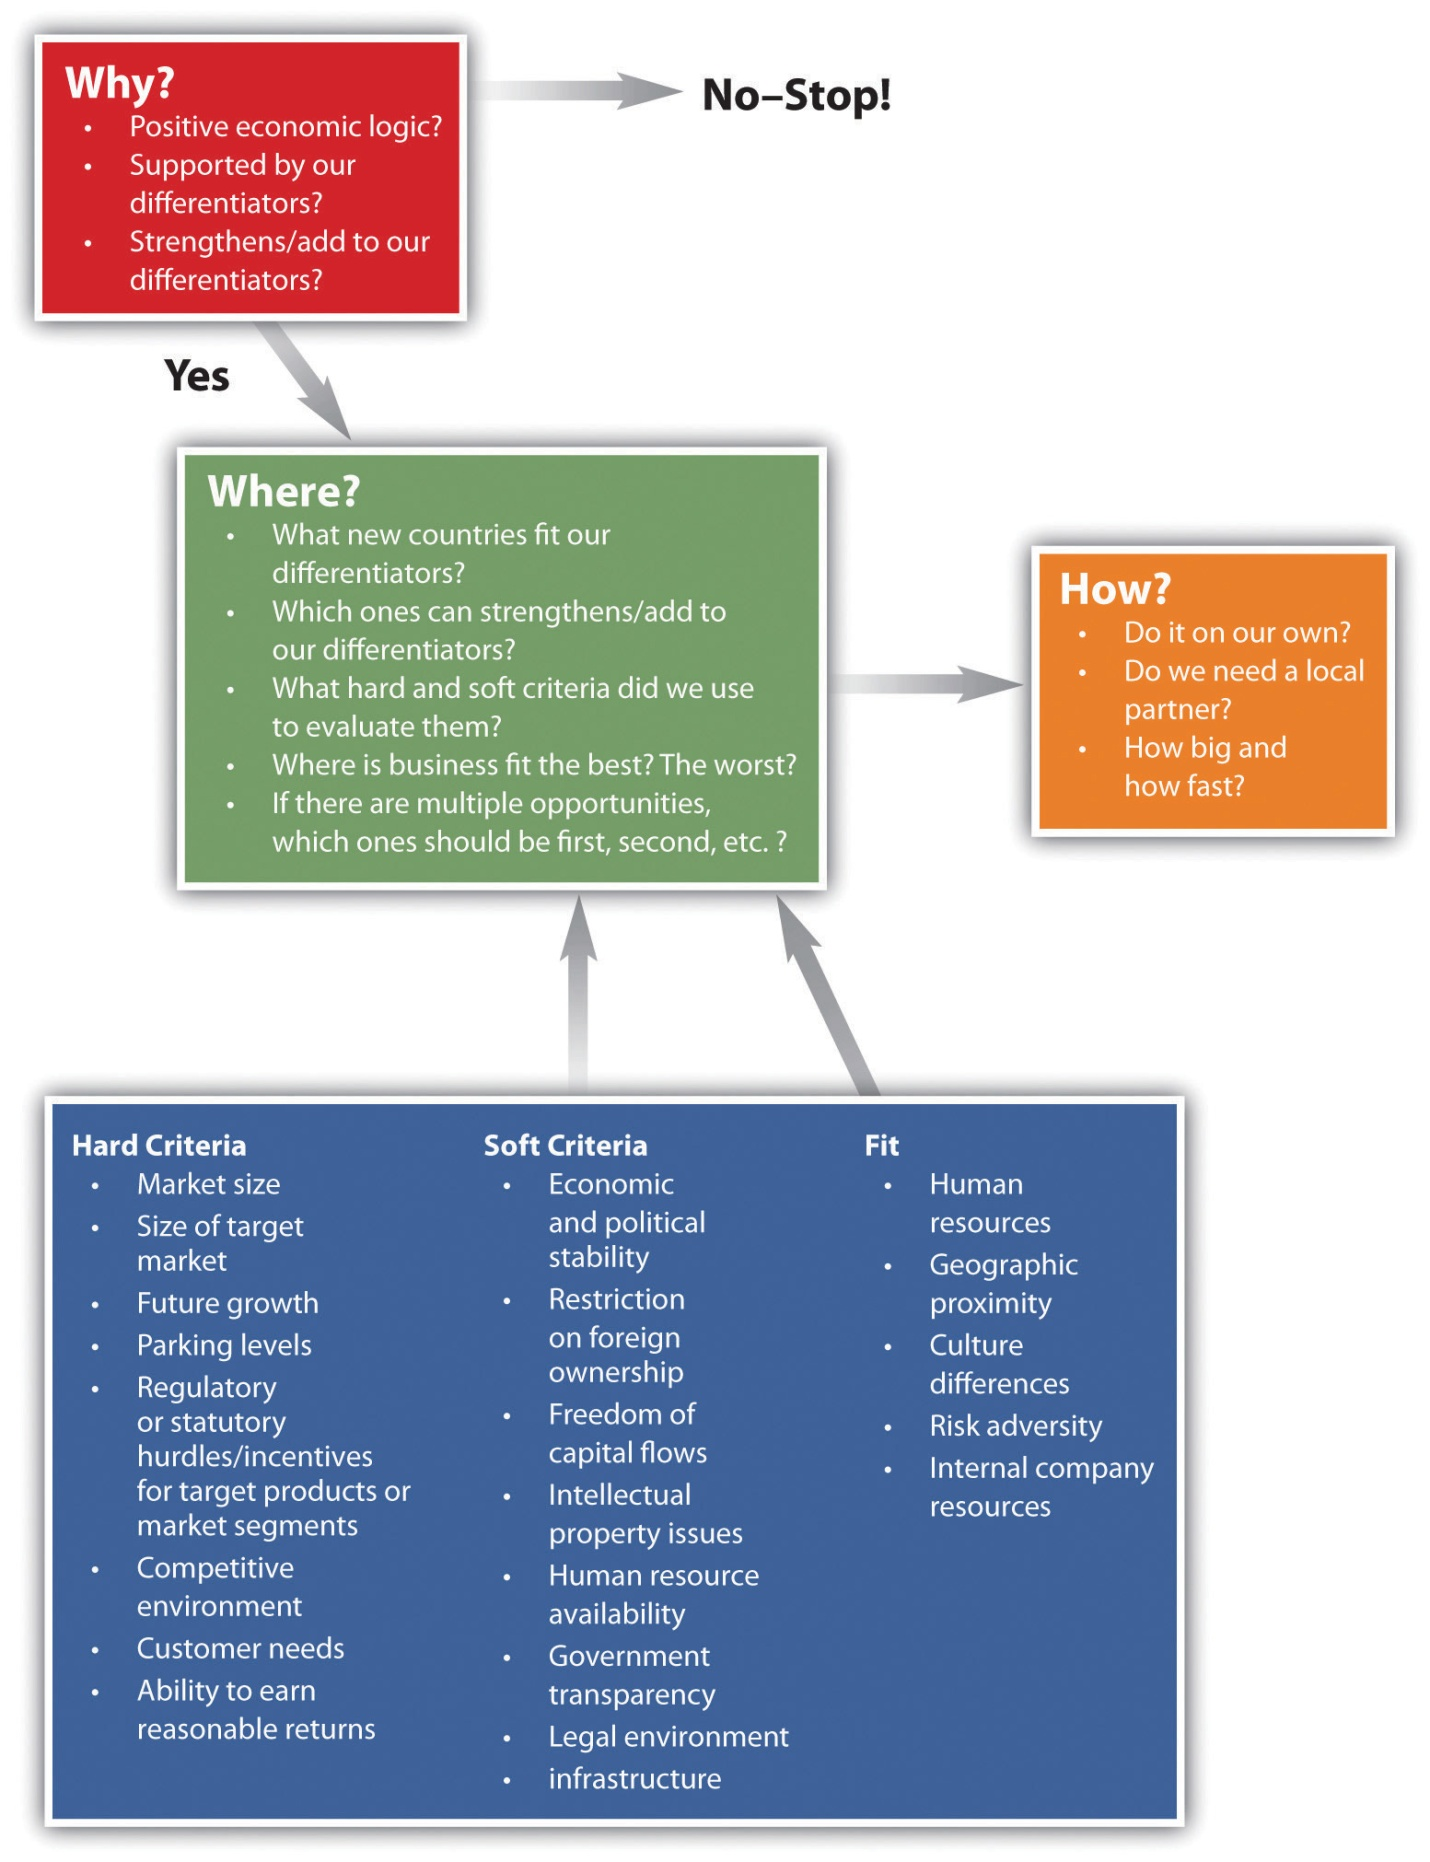 Why?
• Positive economic logic?
• Supported by our
differentiators?
• Strengthens/add to our
differentiators?
No–Stop!
Yes
Where?
• What new countries fit our
differentiators?
• Which ones can strengthens/add to
our differentiators?
• What hard and soft criteria did we use
to evaluate them?
• Where is business fit the best? The worst?
• If there are multiple opportunities,
which ones should be first, second, etc. ?
How?
• Do it on our own?
• Do we need a local
partner?
• How big and
how fast?
Hard Criteria
• Market size
• Size of target
market
• Future growth
• Parking levels
• Regulatory
or statutory
hurdles/incentives
for target products or
market segments
• Competitive
environment
• Customer needs
• Ability to earn
reasonable returns
Soft Criteria
• Economic
and political
stability
• Restriction
on foreign
ownership
• Freedom of
capital flows
• Intellectual
property issues
• Human resource
availability
• Government
transparency
• Legal environment
• infrastructure
Fit
• Human
resources
• Geographic
proximity
• Culture
differences
• Risk adversity
• Internal company
resources